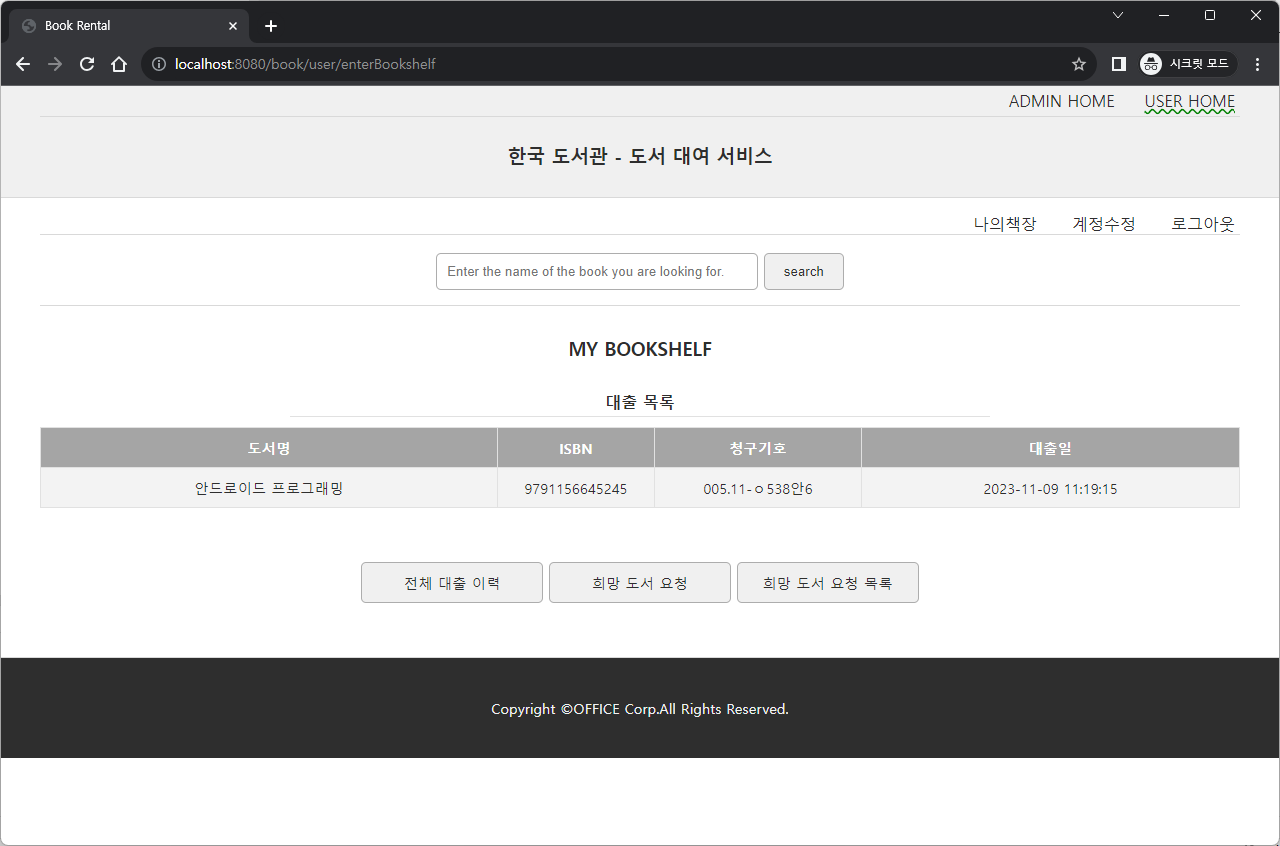 Book Rental
localhost:8080/book/user/enterBookshelf
시크릿 모드
ADMIN HOME USER HOME
한국 도서관 - 도서 대여 서비스
나의책장 계정수정 로그아웃
Enter the name of the book you are looking for. search
MY BOOKSHELF
대출 목록
도서명 ISBN 청구기호 대출일
안드로이드 프로그래밍 9791156645245 005.11-ㅇ538안6 2023-11-09 11:19:15
전체 대출 이력 희망 도서 요청 희망 도서 요청 목록
Copyright ©OFFICE Corp.All Rights Reserved.